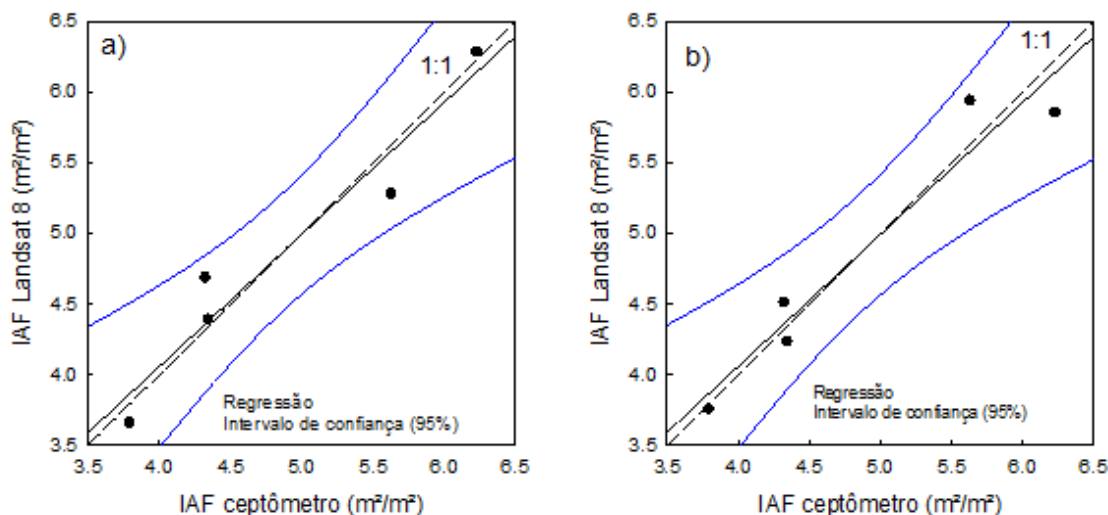 a)
1:1
6.5
6.0
5.5
5.0
4.5
4.0
3.5
IAF Landsat 8 (m²/m²)
Regressão
Intervalo de confiança (95%)
3.5 4.0 4.5 5.0 5.5 6.0 6.5
IAF ceptômetro (m²/m²)
b)
1:1
6.5
6.0
5.5
5.0
4.5
4.0
3.5
IAF Landsat 8 (m²/m²)
Regressão
Intervalo de confiança (95%)
3.5 4.0 4.5 5.0 5.5 6.0 6.5
IAF ceptômetro (m²/m²)